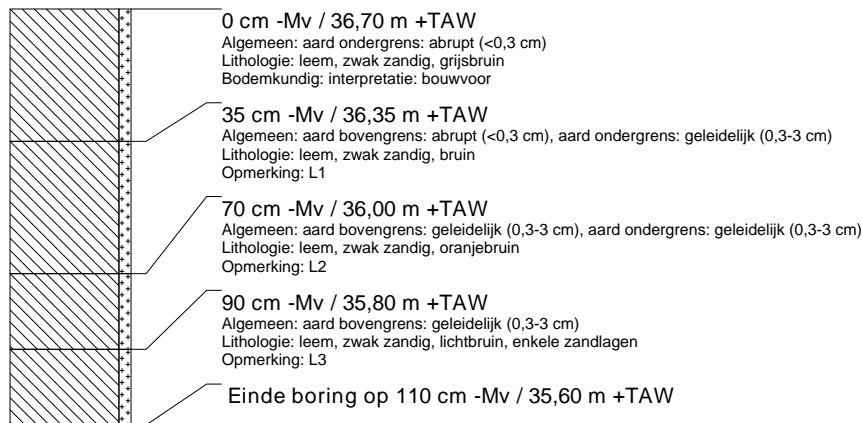 0 cm -Mv / 36,70 m +TAW
Algemeen: aard ondergrens: abrupt (<0,3 cm)
Lithologie: leem, zwak zandig, grijsbruin
Bodemkundig: interpretatie: bouwvoor
35 cm -Mv / 36,35 m +TAW
Algemeen: aard bovengrens: abrupt (<0,3 cm), aard ondergrens: geleidelijk (0,3-3 cm)
Lithologie: leem, zwak zandig, bruin
Opmerking: L1
70 cm -Mv / 36,00 m +TAW
Algemeen: aard bovengrens: geleidelijk (0,3-3 cm), aard ondergrens: geleidelijk (0,3-3 cm)
Lithologie: leem, zwak zandig, oranjebruin
Opmerking: L2
90 cm -Mv / 35,80 m +TAW
Algemeen: aard bovengrens: geleidelijk (0,3-3 cm)
Lithologie: leem, zwak zandig, lichtbruin, enkele zandlagen
Opmerking: L3
Einde boring op 110 cm -Mv / 35,60 m +TAW